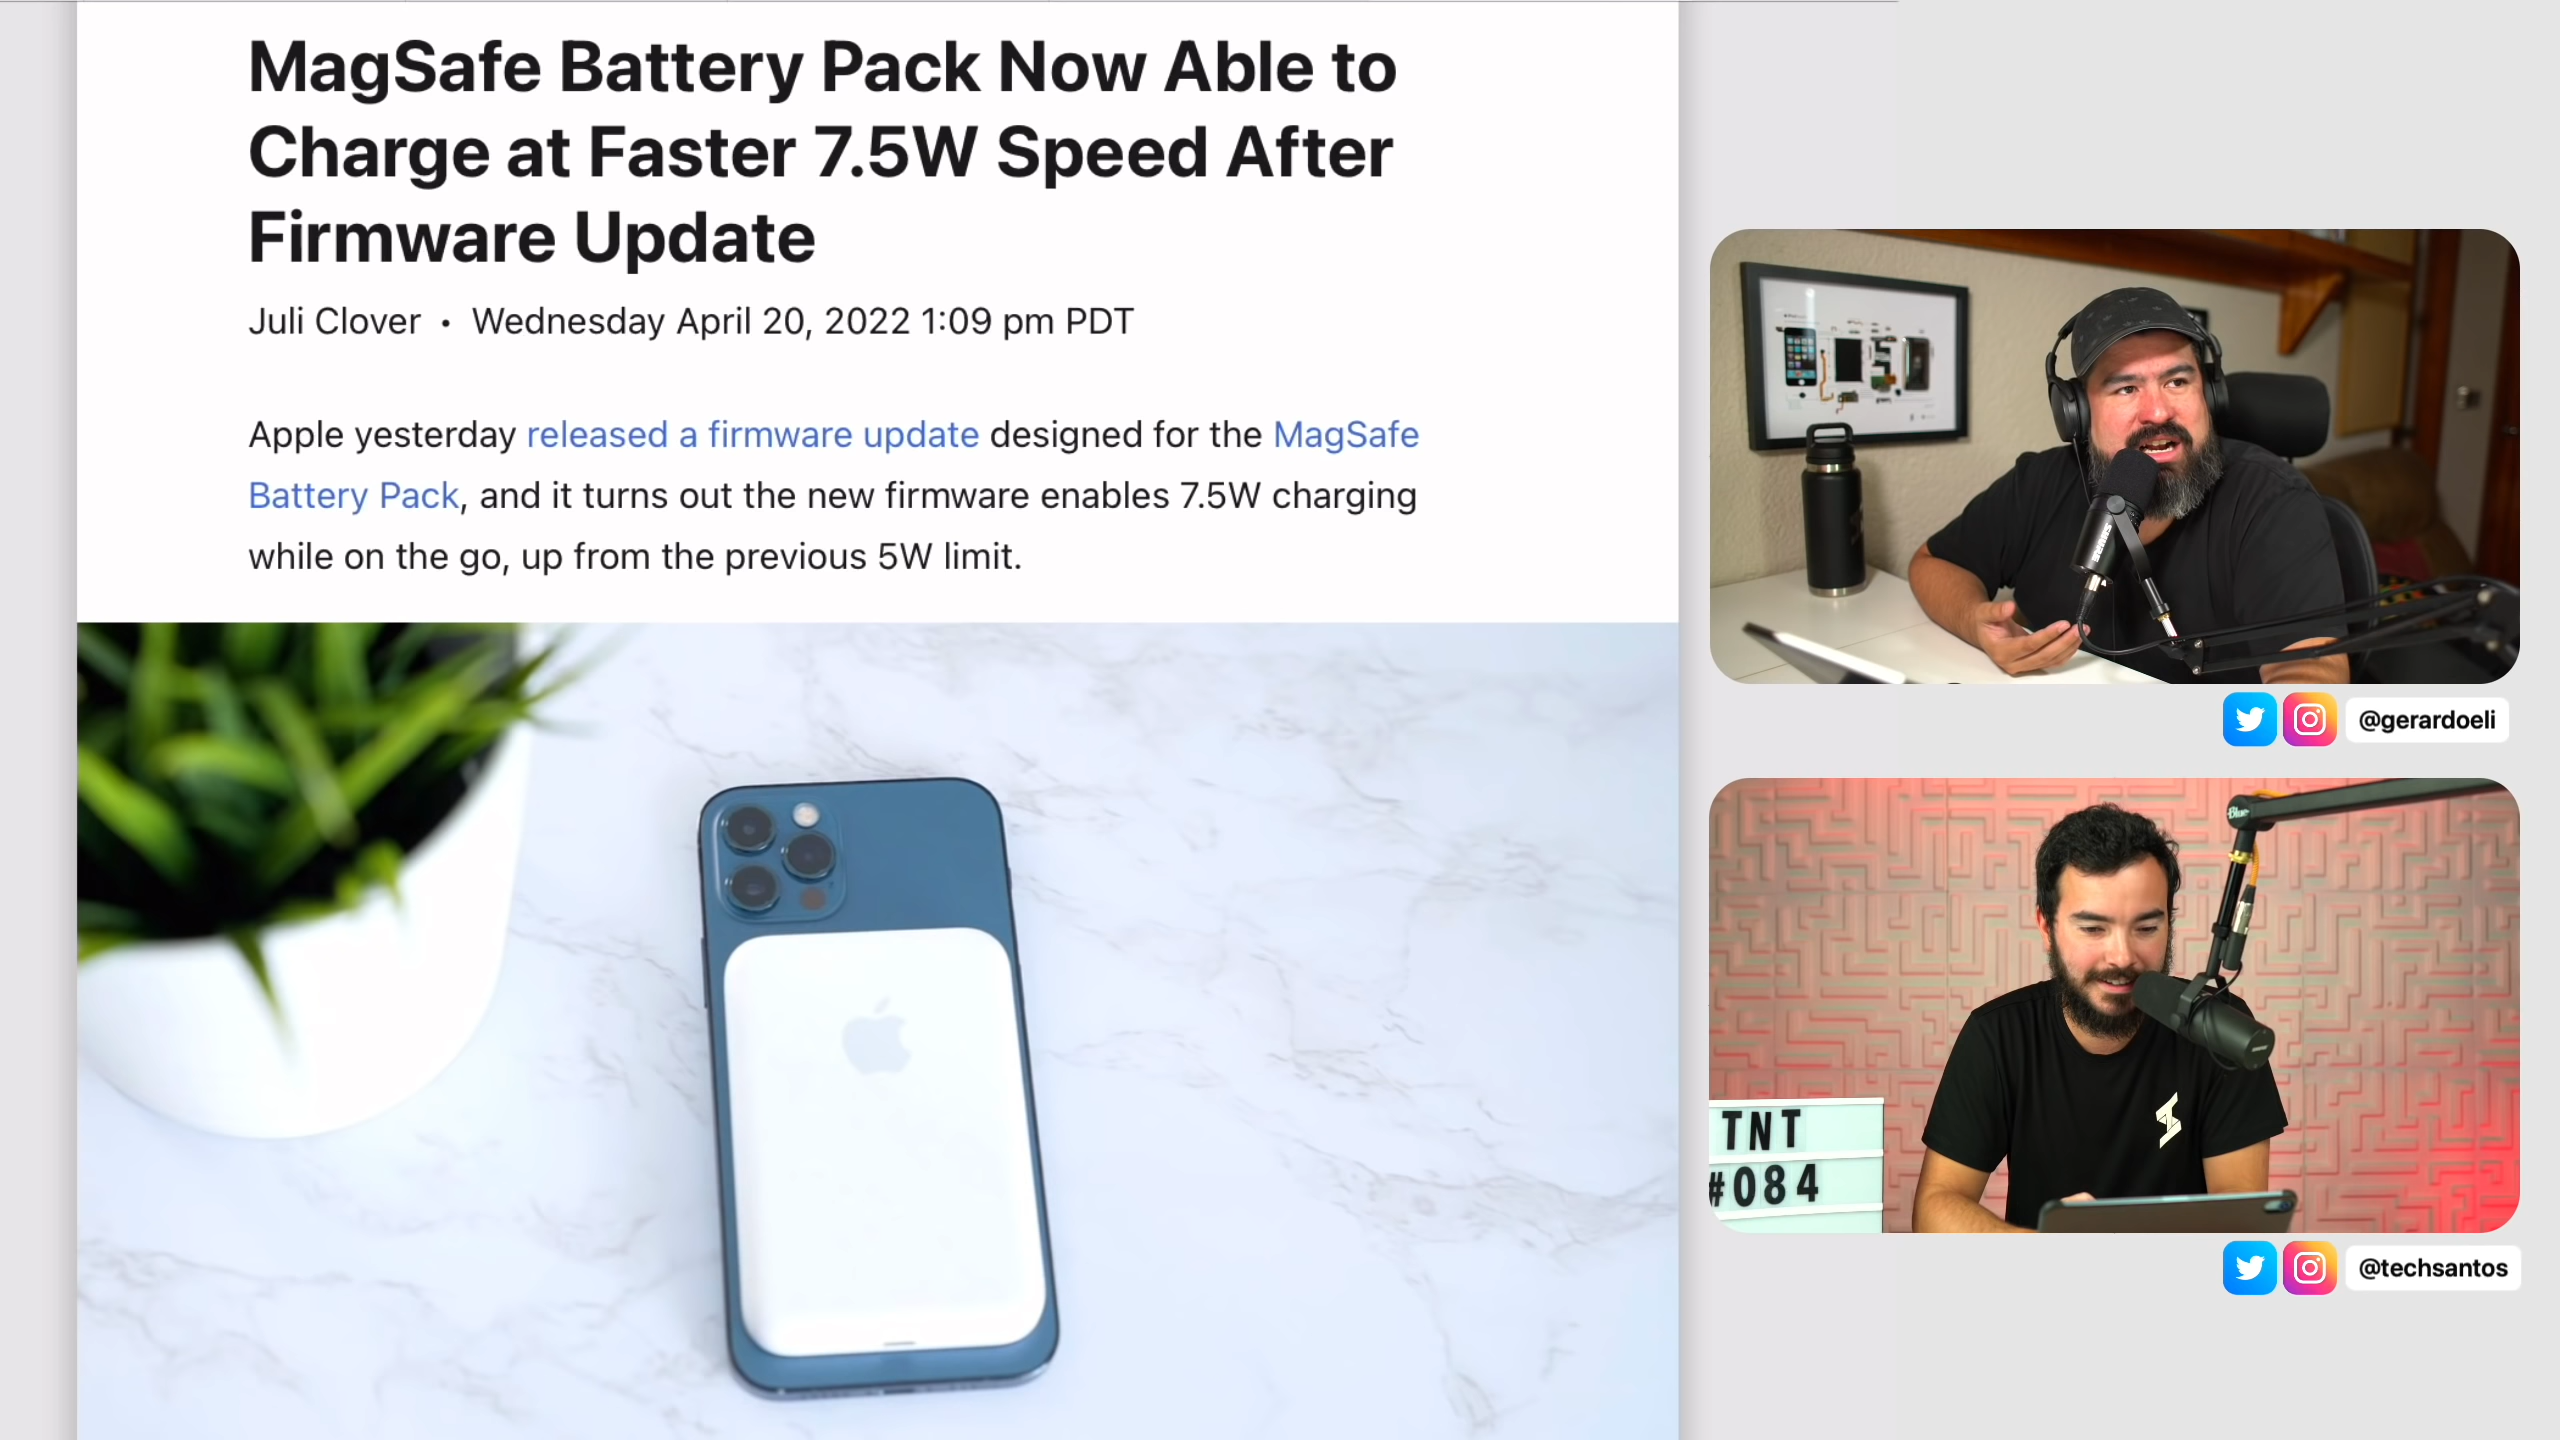 MagSafe Battery Pack Now Able to
Charge at Faster 7.5W Speed After
Firmware Update
Juli Clover • Wednesday April 20, 2022 1:09 pm PDT
Apple yesterday released a firmware update designed for the MagSafe
Battery Pack, and it turns out the new firmware enables 7.5W charging
while on the go, up from the previous 5W limit.
SHURE
@gerardoeli
Blue
TNT
#084
@techsantos